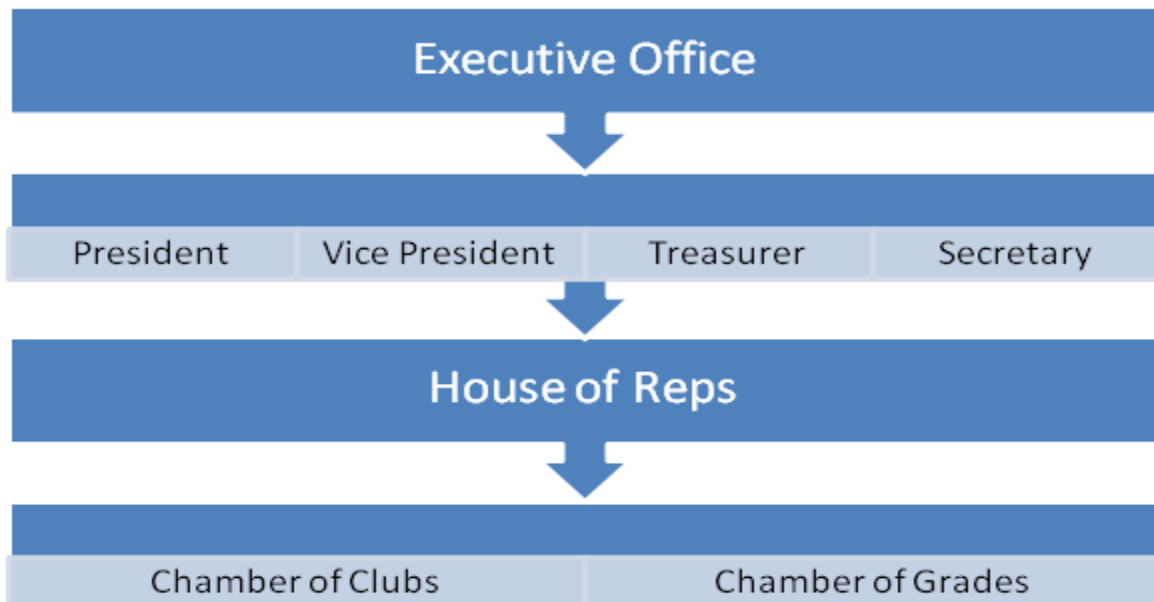 Executive Office
President Vice President Treasurer Secretary
House of Reps
Chamber of Clubs Chamber of Grades